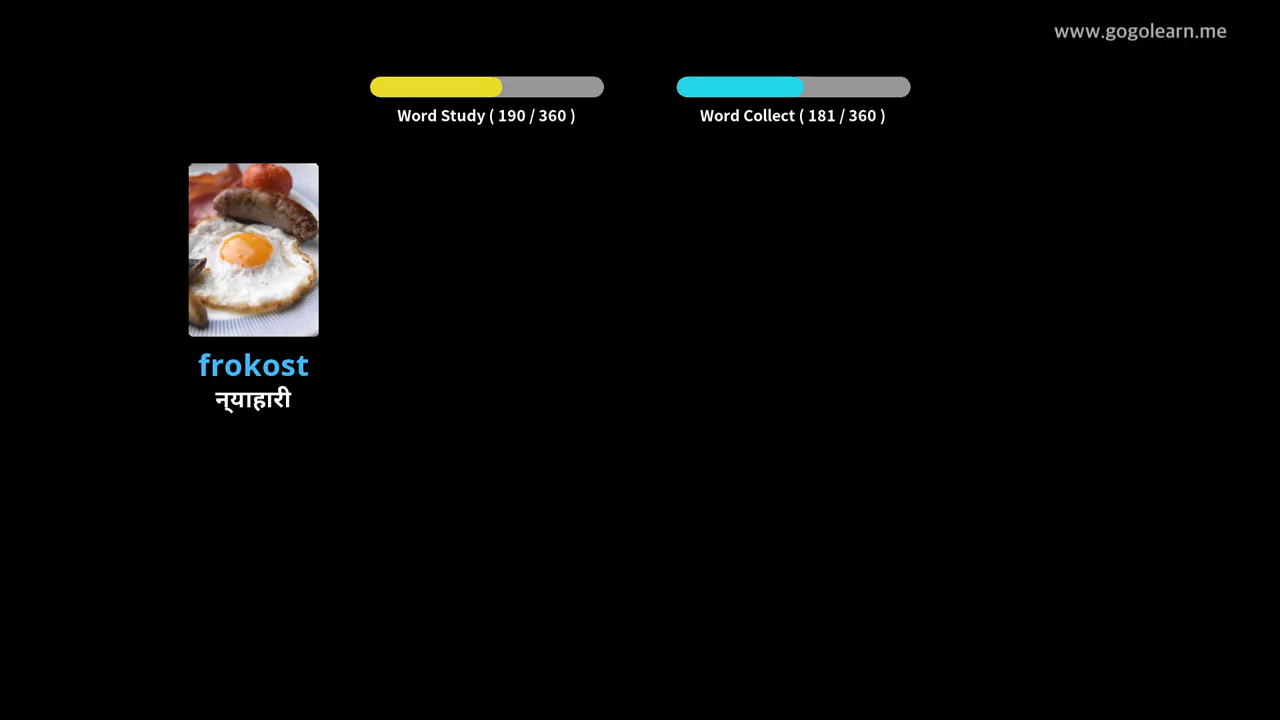 www.gogolearn.me
Word Study ( 190 / 360 )
Word Collect ( 181 / 360 )
frokost
न्याहारी